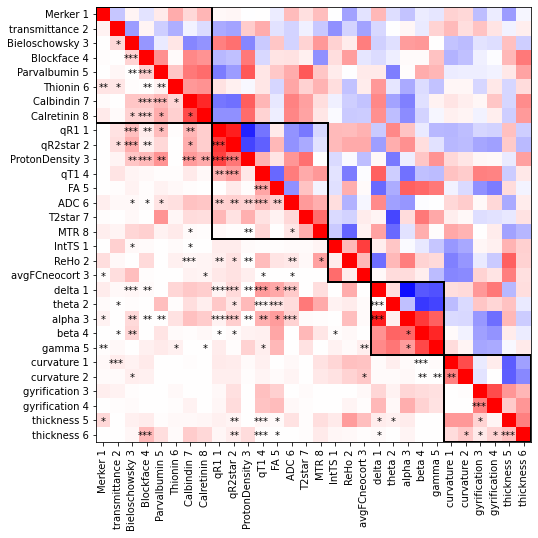 Merker 1
transmittance 2
Bieloschowsky 3 *
Blockface 4 ***
Parvalbumin 5 ** ***
Thionin 6 ** * ** **
Calbindin 7 *** *** *
Calretinin 8 * *** * *
qR1 1 *** ** * **
qR2star 2 * *** ** * ***
ProtonDensity 3 *** *** ** *** ** *** ***
qT1 4 *** ***
FA 5 ***
ADC 6 * * * ** ** ** *** **
T2star 7
MTR 8 * ** *
IntTS 1 * *
ReHo 2 *** ** * ** ** *
avgFCneocort 3 * * * *
delta 1 *** ** *** *** ** *** * ***
theta 2 * * *** *** ***
alpha 3 * ** ** ** *** *** ** ** * *** ***
beta 4 * ** * * * *
gamma 5 ** * * * ** *
curvature 1 *** ***
curvature 2 * * ** ** **
gyrification 3
gyrification 4 ***
thickness 5 * ** *** * * * *
thickness 6 *** ** *** * * * * * ***
Merker 1
transmittance 2
Bieloschowsky 3
Blockface 4
Parvalbumin 5
Thionin 6
Calbindin 7
Calretinin 8
qR1 1
qR2star 2
ProtonDensity 3
qT1 4
FA 5
ADC 6
T2star 7
MTR 8
IntTS 1
ReHo 2
avgFCneocort 3
delta 1
theta 2
alpha 3
beta 4
gamma 5
curvature 1
curvature 2
gyrification 3
gyrification 4
thickness 5
thickness 6